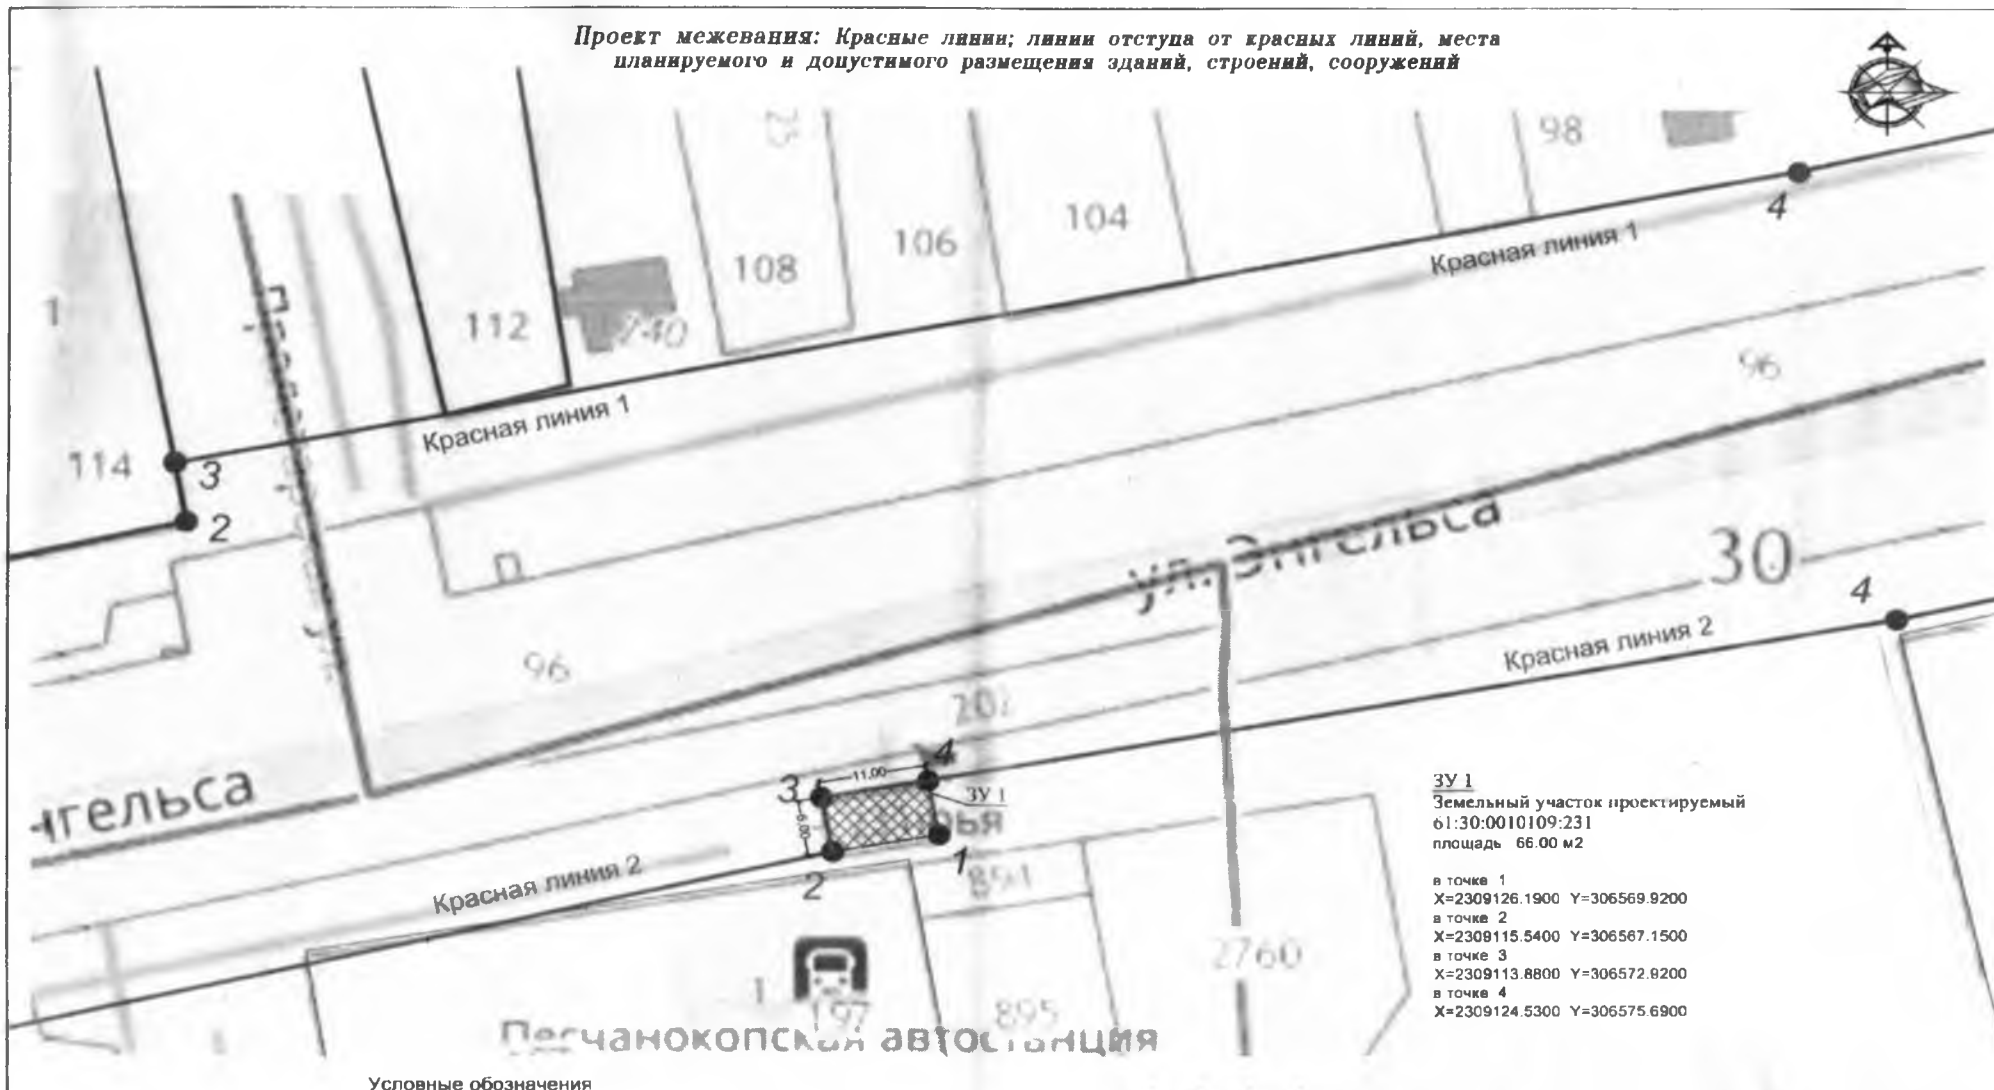 Проект межевания: Красные линии; линии отступа от красных линий, места
планируемого и допустимого размещения зданий, строений, сооружений
25
98
4
104
106
Красная линия 1
108
1
112
240
96
Красная линия 1
114
3
2
ул. Энгельса
30
4
Красная линия 2
96
202
4
3
11.00
ЗУ 1
6.00
1
2
Красная линия 2
891
2760
1
197
895
Песчанокопская автостанция
ЗУ 1
Земельный участок проектируемый
61:30:0010109:231
площадь 66.00 м2
в точке 1
X=2309126.1900 Y=306569.9200
в точке 2
X=2309115.5400 Y=306567.1500
в точке 3
X=2309113.8800 Y=306572.9200
в точке 4
X=2309124.5300 Y=306575.6900
Условные обозначения